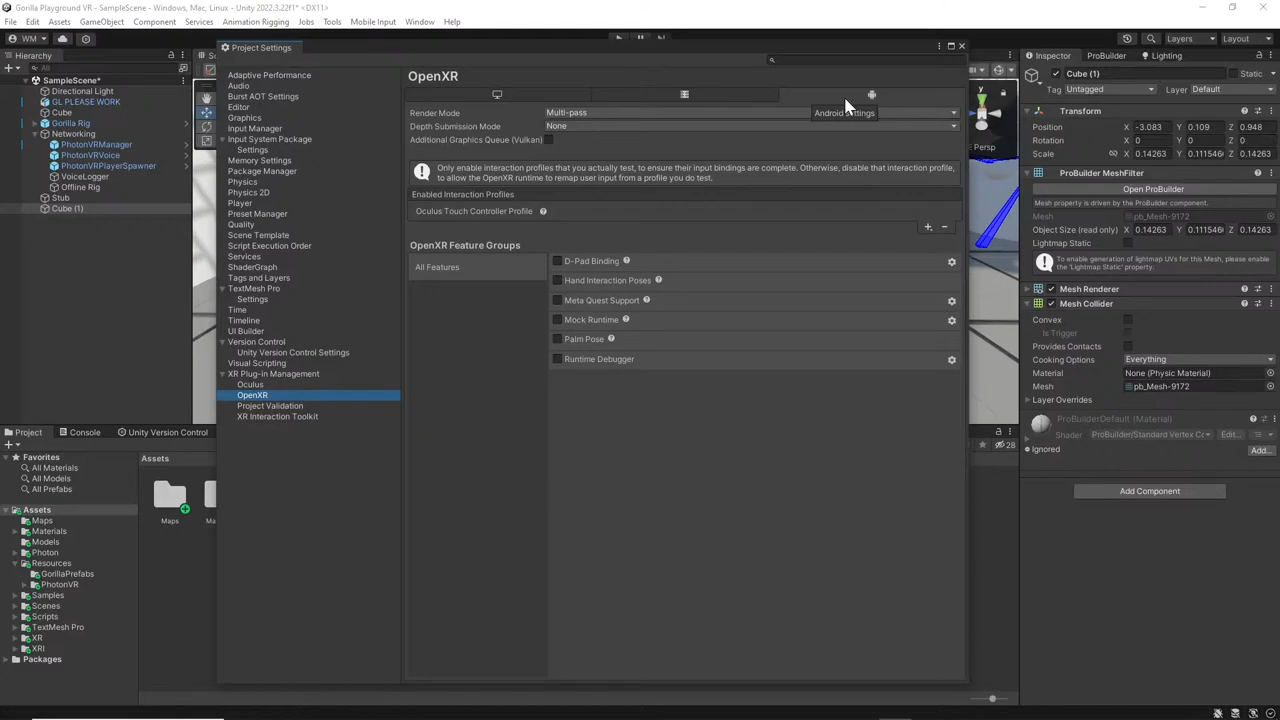 Gorilla Playground VR - SampleScene - Windows, Mac, Linux - Unity 2022.3.22f1* <DX11>
File Edit Assets GameObject Component Services Animation Rigging Jobs Tools Mobile Input Window Help
WM
Layers
Layout
Hierarchy
All
SampleScene*
Directional Light
GL PLEASE WORK
Cube
Gorilla Rig
Networking
PhotonVRManager
PhotonVRVoice
PhotonVRPlayerSpawner
VoiceLogger
Offline Rig
Stub
Cube (1)
Project Settings
Adaptive Performance
Audio
Burst AOT Settings
Editor
Graphics
Input Manager
Input System Package
Settings
Memory Settings
Package Manager
Physics
Physics 2D
Player
Preset Manager
Quality
Scene Template
Script Execution Order
Services
ShaderGraph
Tags and Layers
TextMesh Pro
Settings
Time
Timeline
UI Builder
Version Control
Unity Version Control Settings
Visual Scripting
XR Plug-in Management
Oculus
OpenXR
Project Validation
XR Interaction Toolkit
OpenXR
Render Mode Multi-pass
Android Settings
Depth Submission Mode None
Additional Graphics Queue (Vulkan)
Only enable interaction profiles that you actually test, to ensure their input bindings are complete. Otherwise, disable that interaction profile,
to allow the OpenXR runtime to remap user input from a profile you do test.
Enabled Interaction Profiles
Oculus Touch Controller Profile
OpenXR Feature Groups
All Features
D-Pad Binding
Hand Interaction Poses
Meta Quest Support
Mock Runtime
Palm Pose
Runtime Debugger
y
Persp
Inspector ProBuilder Lighting
Cube (1) Static
Tag Untagged Layer Default
Transform
Position X -3.083 Y 0.109 Z 0.948
Rotation X 0 Y 0 Z 0
Scale X 0.14263 Y 0.111546 Z 0.14263
ProBuilder MeshFilter
Open ProBuilder
Mesh property is driven by the ProBuilder component.
Mesh pb_Mesh-9172
Object Size (read only) X 0.14263 Y 0.111546 Z 0.14263
Lightmap Static
To enable generation of lightmap UVs for this Mesh, please enable
the 'Lightmap Static' property.
Mesh Renderer
Mesh Collider
Convex
Is Trigger
Provides Contacts
Cooking Options Everything
Material None (Physic Material)
Mesh pb_Mesh-9172
Layer Overrides
ProBuilderDefault (Material)
Shader ProBuilder/Standard Vertex Edit...
Ignored Add...
Add Component
Project Console Unity Version Control
28
Favorites
All Materials
All Models
All Prefabs
Assets
Maps
Materials
Models
Photon
Resources
GorillaPrefabs
PhotonVR
Samples
Scenes
Scripts
TextMesh Pro
XR
XRI
Packages
Assets
Maps